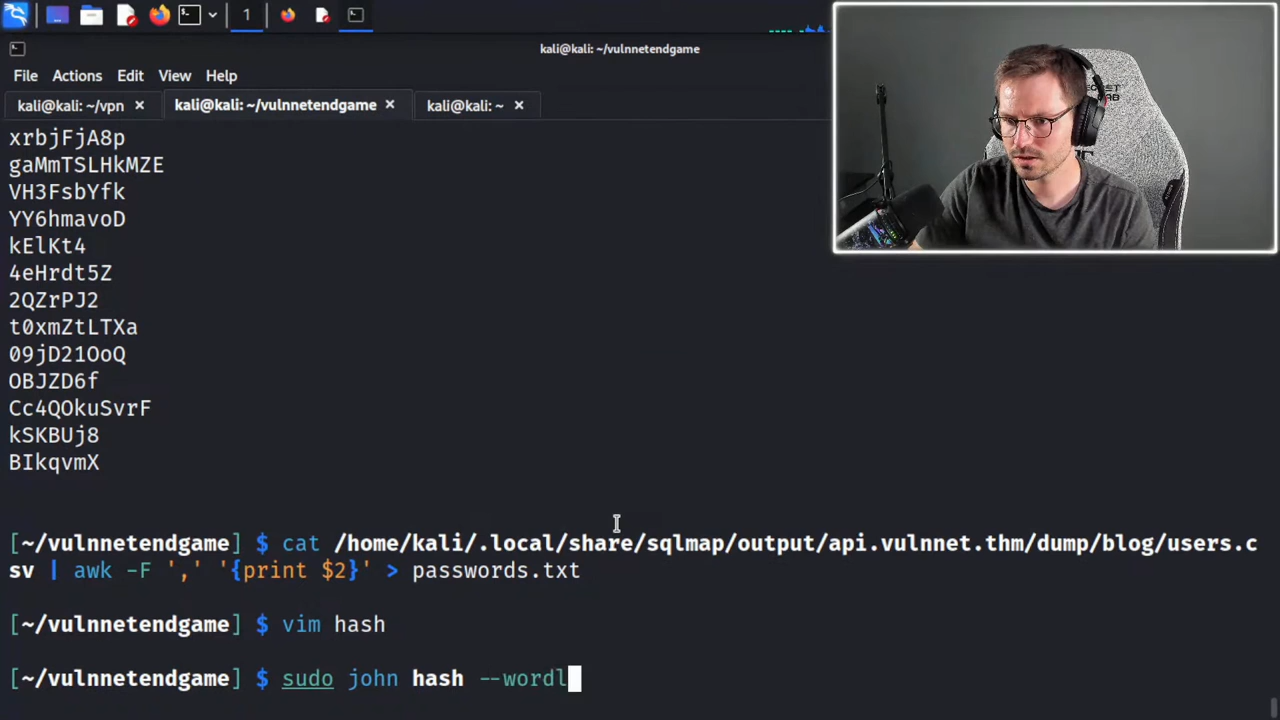 1
kali@kali: ~/vulnnetendgame
File Actions Edit View Help
kali@kali: ~/vpn × kali@kali: ~/vulnnetendgame × kali@kali: ~ ×
xrbjFjA8p
gaMmTSLHkMZE
VH3FsbYfk
YY6hmavoD
kElKt4
4eHrdt5Z
2QZrPJ2
t0xmZtLTXa
09jD21OoQ
OBJZD6f
Cc4QOkuSvrF
kSKBUj8
BIkqvmX
[~/vulnnetendgame] $ cat /home/kali/.local/share/sqlmap/output/api.vulnnet.thm/dump/blog/users.c
sv | awk -F ',' '{print $2}' > passwords.txt
[~/vulnnetendgame] $ vim hash
[~/vulnnetendgame] $ sudo john hash --wordl